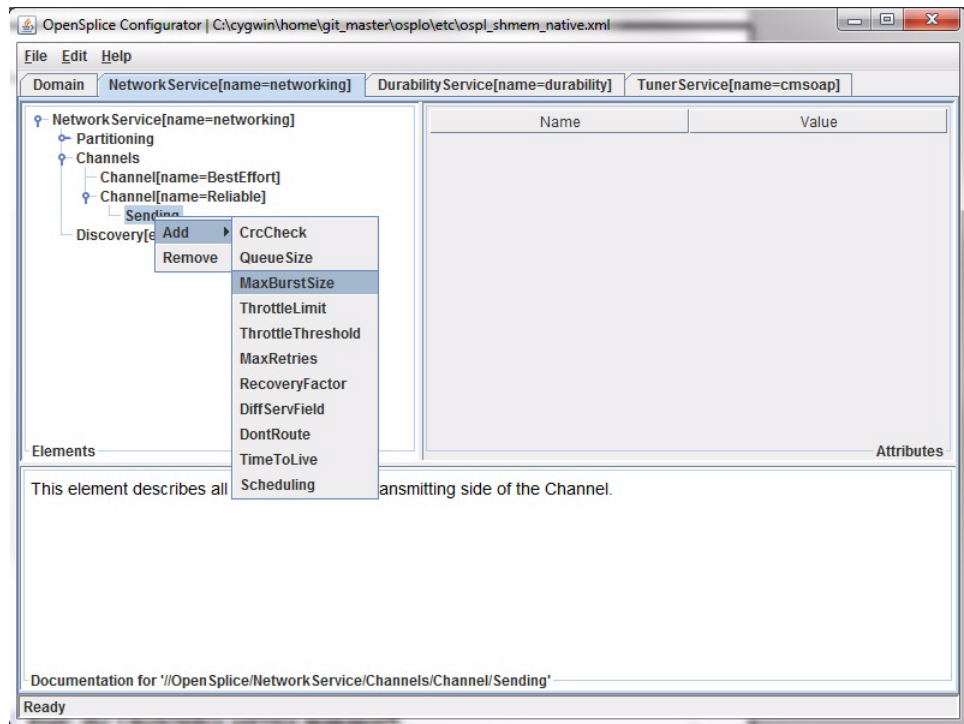 OpenSplice Configurator | C:\cygwin\home\git_master\osplo\etc\ospl_shmem_native.xml
File Edit Help
Domain NetworkService[name=networking] DurabilityService[name=durability] TunerService[name=cmsoap]
NetworkService[name=networking]
Partitioning
Channels
Channel[name=BestEffort]
Channel[name=Reliable]
Sending
Discovery[e
Add
Remove
CrcCheck
QueueSize
MaxBurstSize
ThrottleLimit
ThrottleThreshold
MaxRetries
RecoveryFactor
DiffServField
DontRoute
TimeToLive
Scheduling
Elements
Name Value
Attributes
This element describes all ansmitting side of the Channel.
Documentation for '//OpenSplice/NetworkService/Channels/Channel/Sending'
Ready